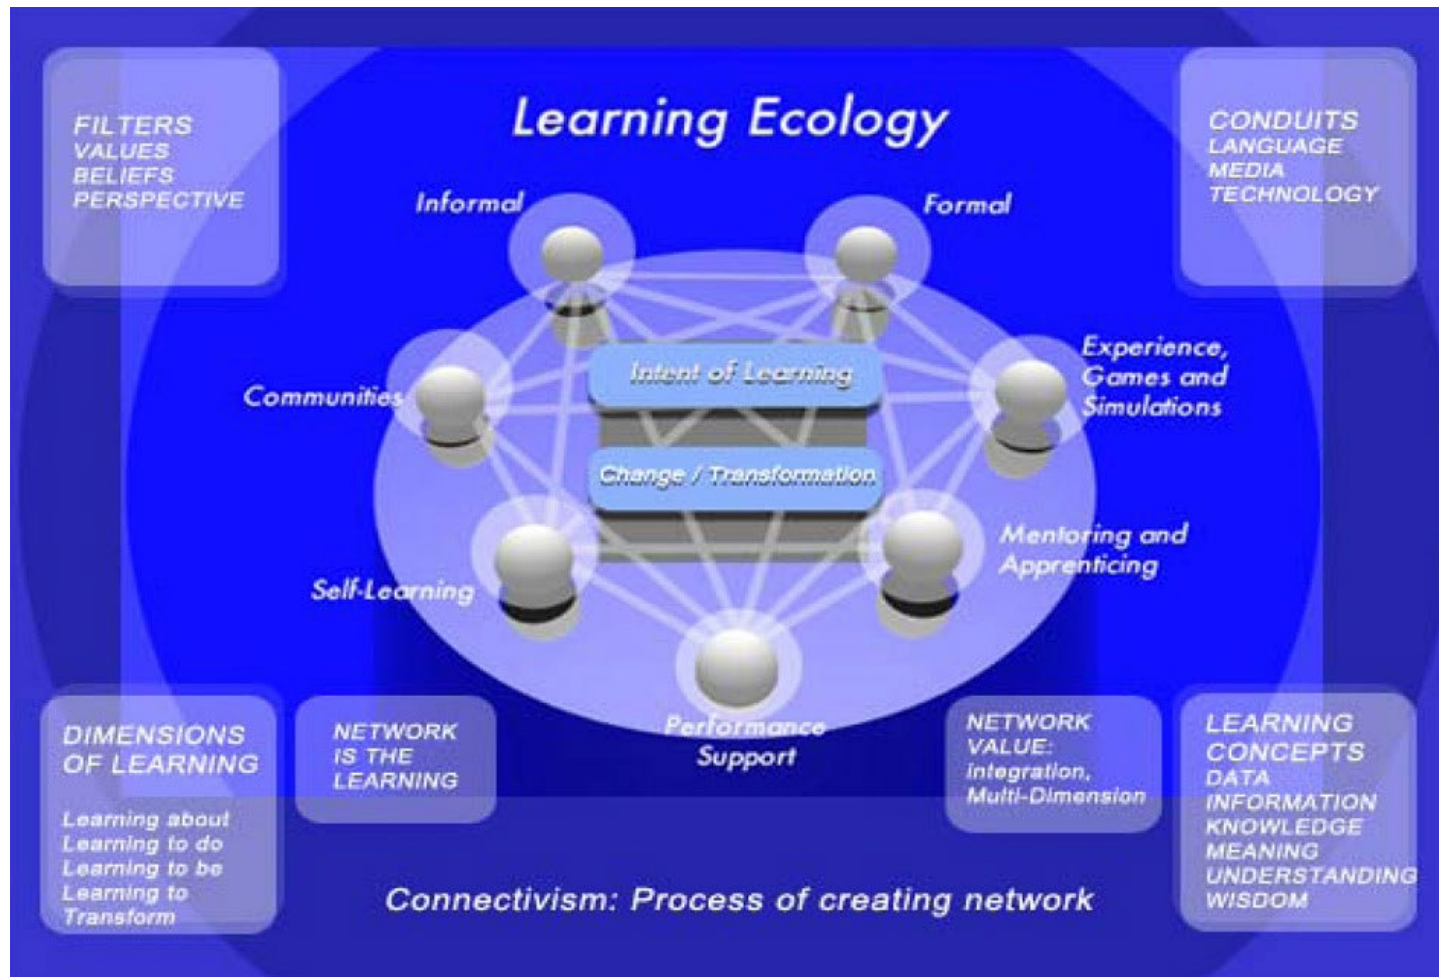 Learning Ecology
FILTERS
VALUES
BELIEFS
PERSPECTIVE
CONDUITS
LANGUAGE
MEDIA
TECHNOLOGY
Informal
Formal
Communities
Experience,
Games and
Simulations
Intent of Learning
Change / Transformation
Self-Learning
Mentoring and
Apprenticing
Performance
Support
DIMENSIONS
OF LEARNING
Learning about
Learning to do
Learning to be
Learning to
Transform
NETWORK
IS THE
LEARNING
NETWORK
VALUE:
integration,
Multi-Dimension
LEARNING
CONCEPTS
DATA
INFORMATION
KNOWLEDGE
MEANING
UNDERSTANDING
WISDOM
Connectivism: Process of creating network